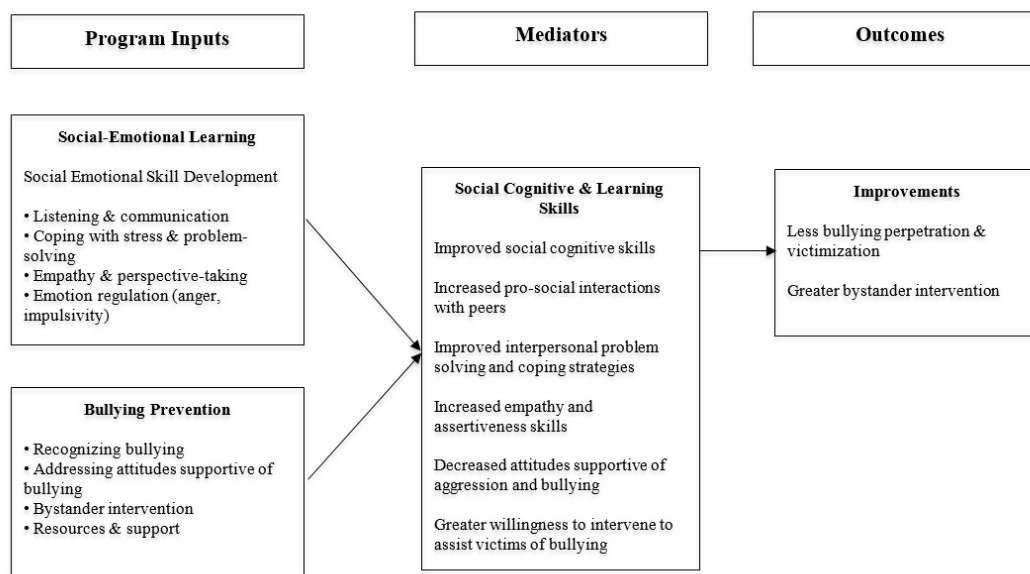 Program Inputs
Mediators
Outcomes
Social-Emotional Learning
Social Emotional Skill Development
• Listening & communication
• Coping with stress & problem-
solving
• Empathy & perspective-taking
• Emotion regulation (anger,
impulsivity)
Bullying Prevention
• Recognizing bullying
• Addressing attitudes supportive of
bullying
• Bystander intervention
• Resources & support
Social Cognitive & Learning
Skills
Improved social cognitive skills
Increased pro-social interactions
with peers
Improved interpersonal problem
solving and coping strategies
Increased empathy and
assertiveness skills
Decreased attitudes supportive of
aggression and bullying
Greater willingness to intervene to
assist victims of bullying
Improvements
Less bullying perpetration &
victimization
Greater bystander intervention